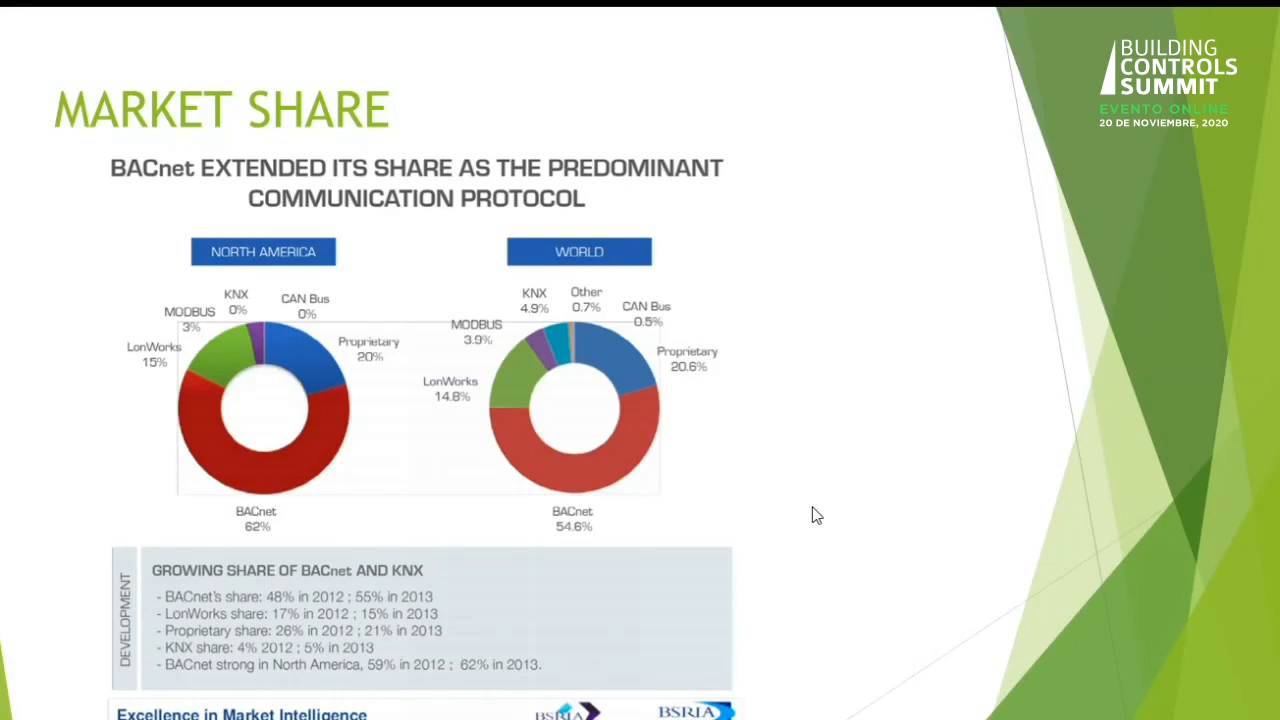 BUILDING
CONTROLS
SUMMIT
EVENTO ONLINE
20 DE NOVIEMBRE, 2020
MARKET SHARE
BACnet EXTENDED ITS SHARE AS THE PREDOMINANT
COMMUNICATION PROTOCOL
NORTH AMERICA
KNX
0%
CAN Bus
0%
MODBUS
3%
LonWorks
15%
Proprietary
20%
BACnet
62%
WORLD
KNX
4.9%
Other
0.7%
CAN Bus
0.5%
MODBUS
3.9%
Proprietary
20.6%
LonWorks
14.8%
BACnet
54.6%
DEVELOPMENT
GROWING SHARE OF BACnet AND KNX
- BACnet's share: 48% in 2012 ; 55% in 2013
- LonWorks share: 17% in 2012 ; 15% in 2013
- Proprietary share: 26% in 2012 ; 21% in 2013
- KNX share: 4% 2012 ; 5% in 2013
- BACnet strong in North America, 59% in 2012 ; 62% in 2013.
Excellence in Market Intelligence
BSRIA
BSRIA